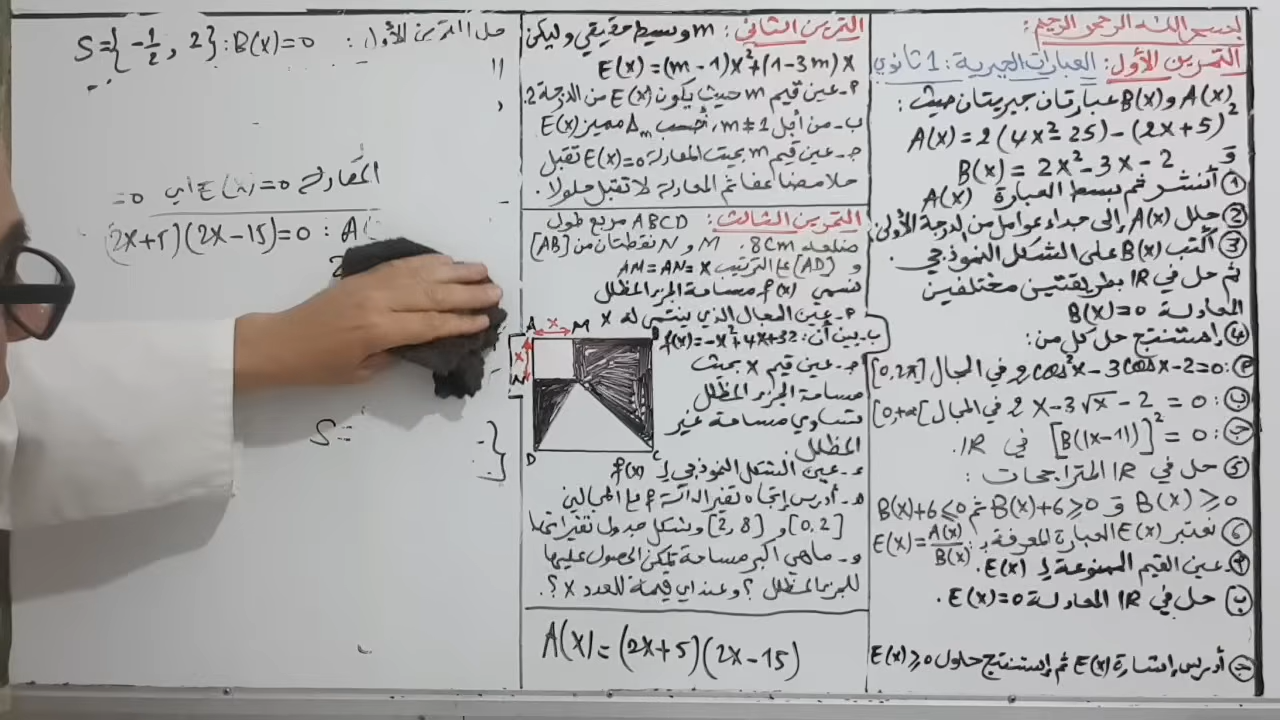 بسم الله الرحمن الرحيم:
التمرين الأول: العبارات الجبرية: 1 ثانوي
A(x) و B(x) عبارتان جبريتان حيث:
A(x) = 2(4x²-25) - (2x+5)²
و
B(x) = 2x²-3x-2
① أنشر ثم بسط العبارة A(x)
② حلل A(x) إلى جداء عوامل من الدرجة الأولى
③ أكتب B(x) على الشكل النموذجي.
ثم حل في IR بطريقتين مختلفين
المعادلة B(x)=0
④ إستنتج حل كل من:
2cos²x - 3cosx - 2 = 0 في المجال [0,2π]
ب: 2x - 3√x - 2 = 0 في المجال [0,+∞[
ج: [B(|x-1|)]² = 0 في IR.
⑤ حل في IR المتراجحات:
B(x) ≥ 0 و B(x)+6 ≥ 0 ثم B(x)+6 ≤ 0
⑥ نعتبر E(x) العبارة المعرفة بـ: E(x) = A(x)/B(x)
عين القيم الممنوعة لـ E(x).
ب حل في IR المعادلة E(x)=0.
أدرس إشارة E(x) ثم إستنتج حلول E(x) ≥ 0
التمرين الثاني: m وسيط حقيقي وليكن
E(x) = (m-1)x² + (1-3m)x
م- عين قيم m حيث يكون E(x) من الدرجة 2.
ب- من أجل m ≠ 1، أحسب Δm مميز E(x)
ج- عين قيم m بحيث المعادلة E(x)=0 تقبل
حلا مضاعفا ثم المعادلة لا تقبل حلولا.
التمرين الثالث: ABCD مربع طول
ضلعه 8cm. M و N نقطتان من [AB]
و [AD] على الترتيب AM = AN = x
نسمي f(x) مساحة الجزء المظلل
م- عين المجال الذي ينتمي له x
ب- بين أن: f(x) = -x²+4x+32
ج- عين قيم x بحيث
مساحة الجزء المظلل
تساوي مساحة غير
المظلل.
د- عين الشكل النموذجي لـ f(x)
هـ- أدرس إتجاه تغير الدالة f على المجالين
[0,2] و [2,8] وشكل جدول تغيراتها
و- ماهي أكبر مساحة يمكن الحصول عليها
للجزء المظلل؟ وعند أي قيمة للعدد x؟.
A x M B
x
N
D C
A(x) = (2x+5)(2x-15)
حل التمرين الأول: B(x)=0 : S={-1/2, 2}
المعادلة E(x)=0 أي =0
(2x+5)(2x-15)=0 :
S=